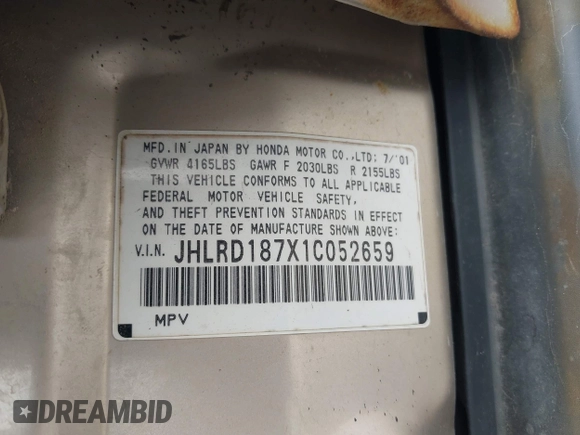 MFD. IN JAPAN BY HONDA MOTOR CO.,LTD: 7/'01
GVWR 4165LBS GAWR F 2030LBS R 2155LBS
THIS VEHICLE CONFORMS TO ALL APPLICABLE
FEDERAL MOTOR VEHICLE SAFETY,
AND THEFT PREVENTION STANDARDS IN EFFECT
ON THE DATE OF MANUFACTURE SHOWN ABOVE:
V.I.N. JHLRD187X1C052659
MPV
DREAMBID